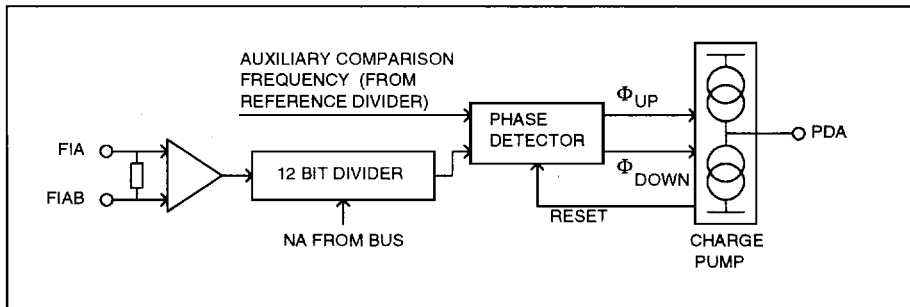 AUXILIARY COMPARISON
FREQUENCY (FROM
REFERENCE DIVIDER)
FIA
FIAB
12 BIT DIVIDER
NA FROM BUS
PHASE
DETECTOR
ΦUP
ΦDOWN
RESET
PDA
CHARGE
PUMP